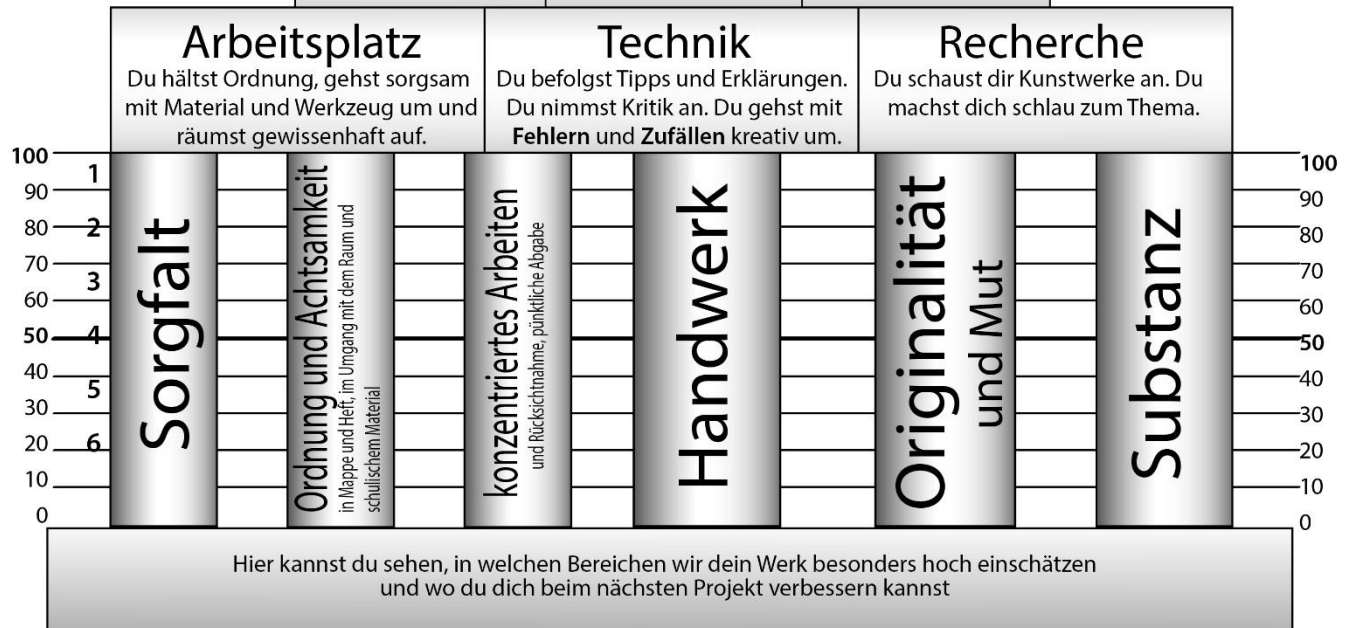 Arbeitsplatz
Du hältst Ordnung, gehst sorgsam
mit Material und Werkzeug um und
räumst gewissenhaft auf.
Technik
Du befolgst Tipps und Erklärungen.
Du nimmst Kritik an. Du gehst mit
Fehlern und Zufällen kreativ um.
Recherche
Du schaust dir Kunstwerke an. Du
machst dich schlau zum Thema.
100
90
80
70
60
50
40
30
20
10
0
1
2
3
4
5
6
Sorgfalt
Ordnung und Achtsamkeit
in Mappe und Heft, im Umgang mit dem Raum und
schulischem Material
konzentriertes Arbeiten
und Rücksichtnahme, pünktliche Abgabe
Handwerk
Originalität
und Mut
Substanz
100
90
80
70
60
50
40
30
20
10
0
Hier kannst du sehen, in welchen Bereichen wir dein Werk besonders hoch einschätzen
und wo du dich beim nächsten Projekt verbessern kannst